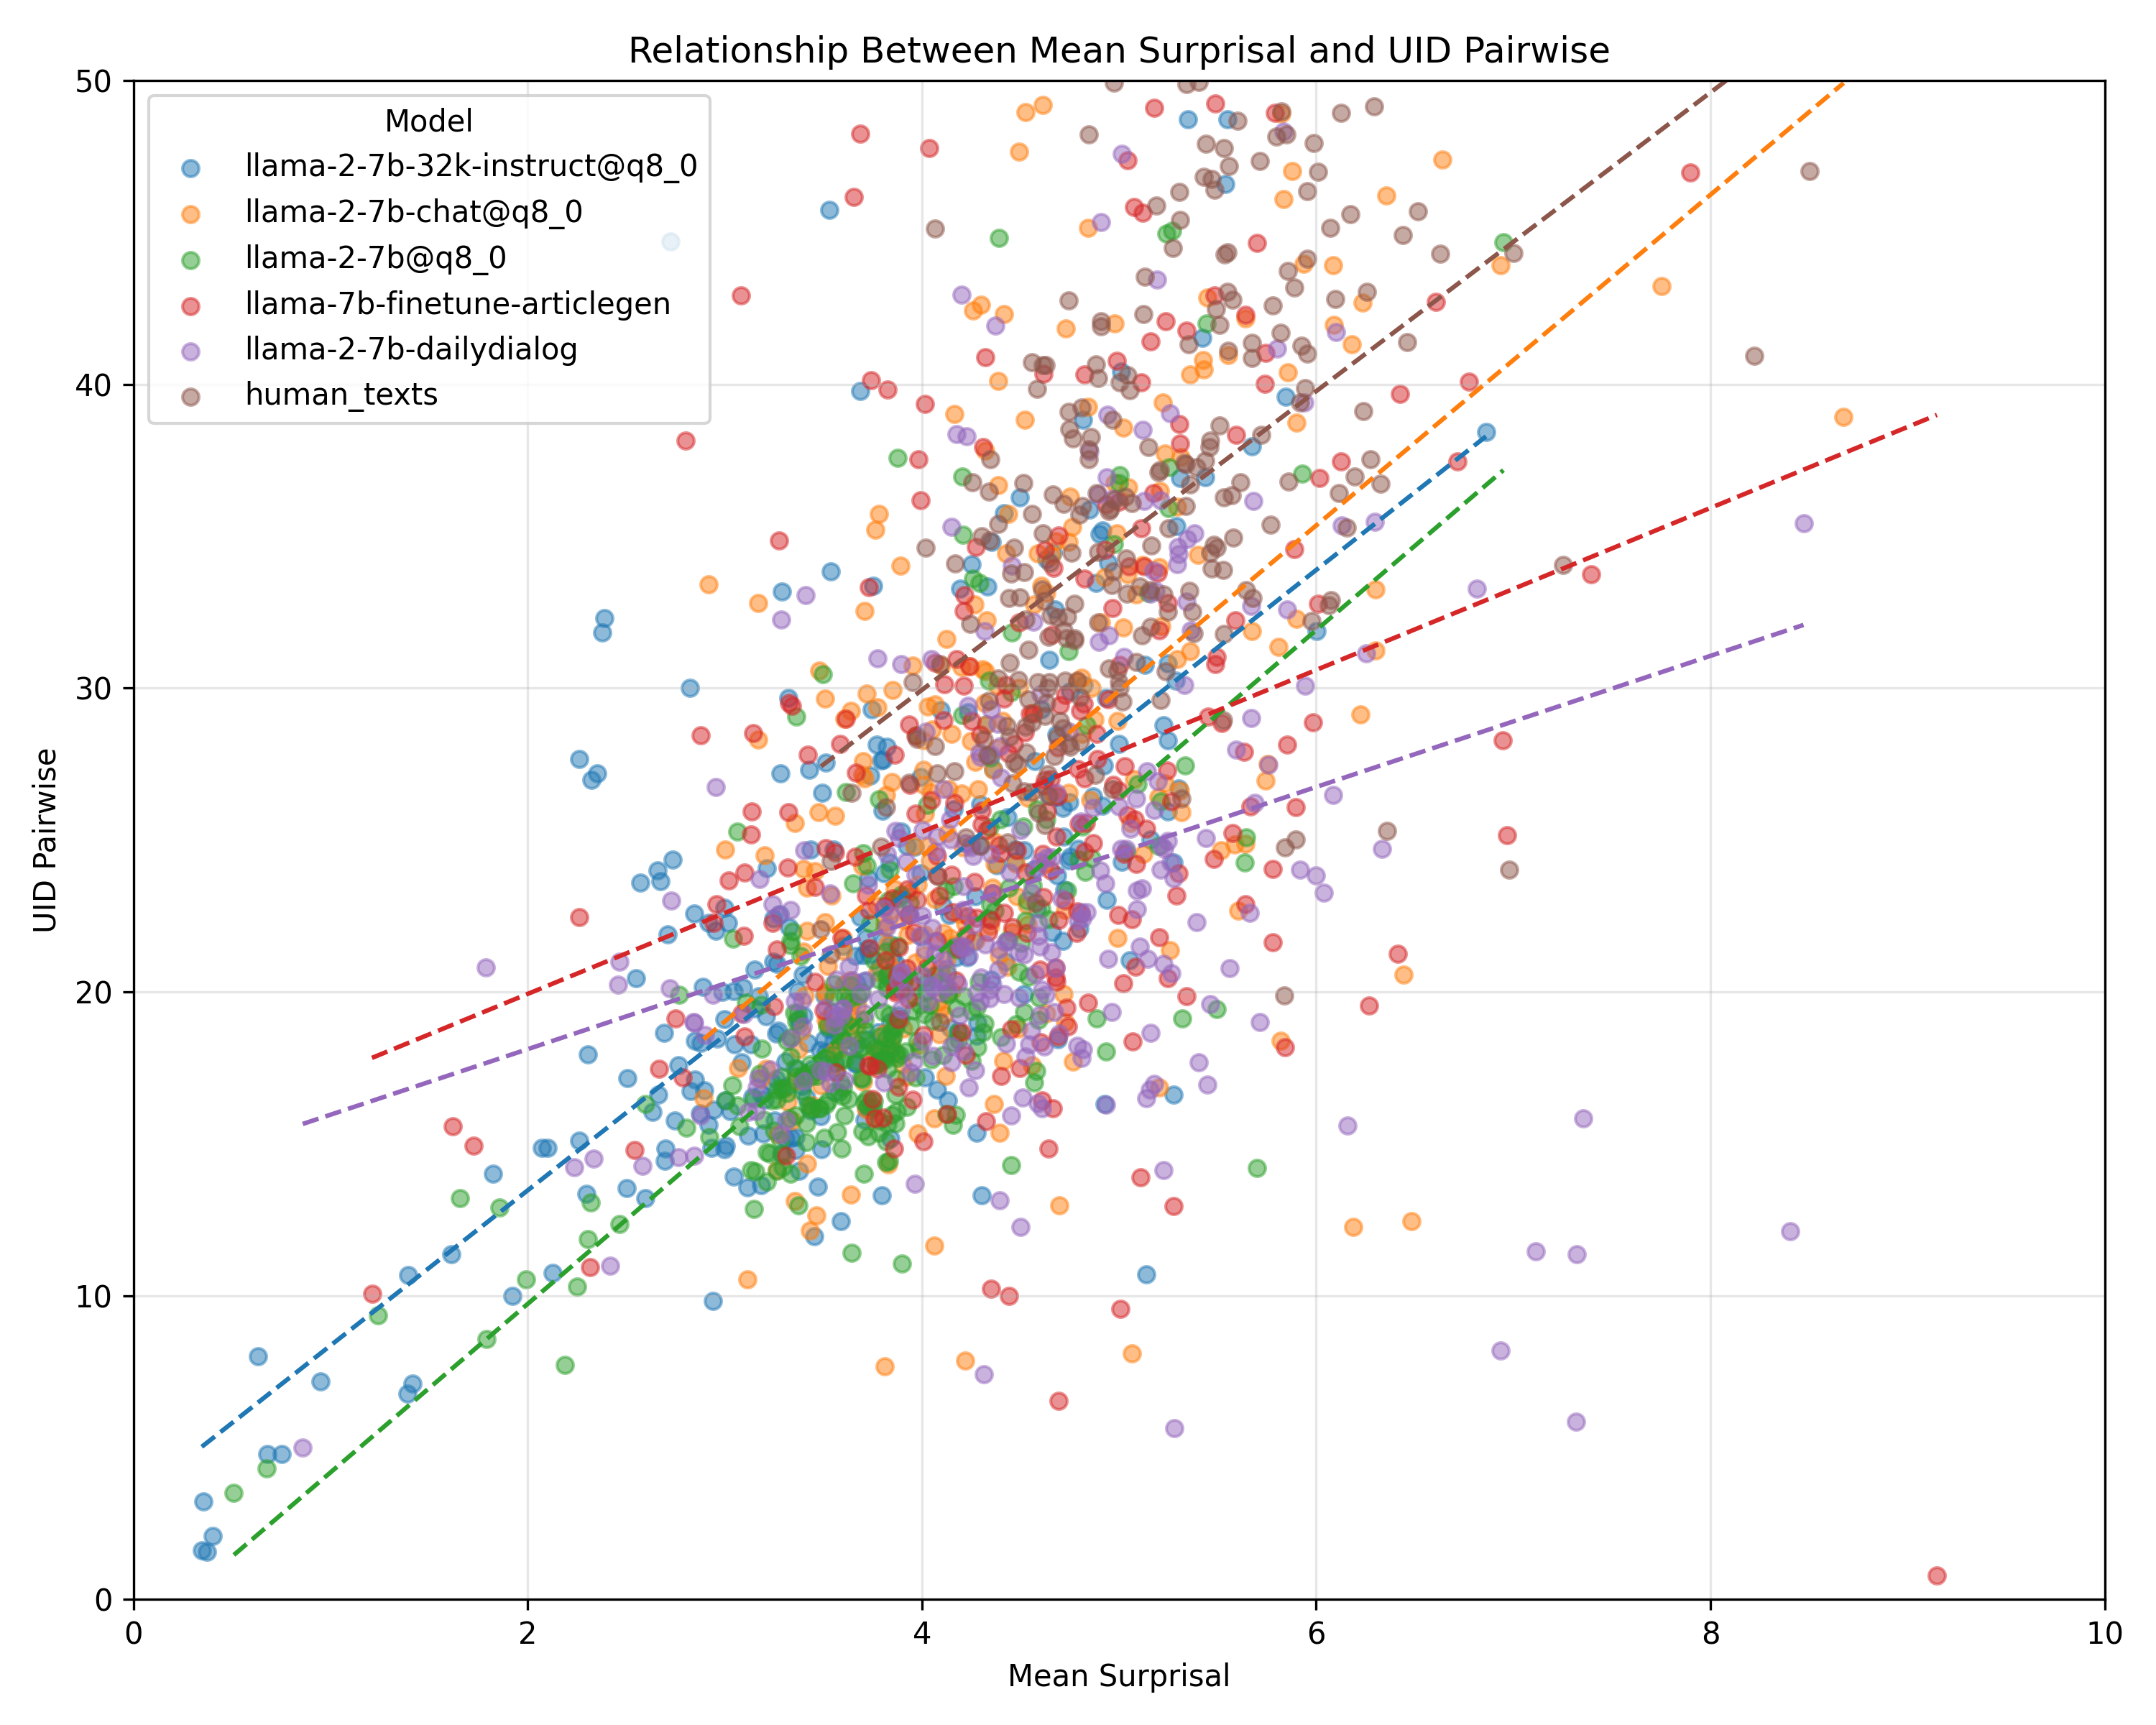 Relationship Between Mean Surprisal and UID Pairwise
Model
llama-2-7b-32k-instruct@q8_0
llama-2-7b-chat@q8_0
llama-2-7b@q8_0
llama-7b-finetune-articlegen
llama-2-7b-dailydialog
human_texts
50
40
30
20
10
0
UID Pairwise
0 2 4 6 8 10
Mean Surprisal